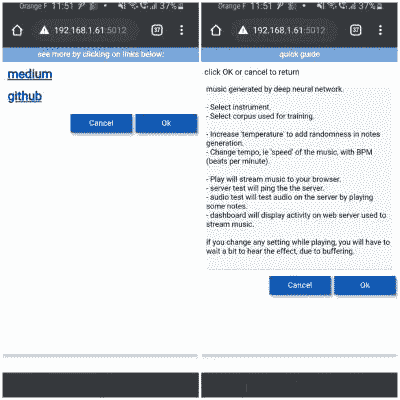 Orange F 11:51 37%
192.168.1.61:5012 37
see more by clicking on links below:
medium
github
Cancel Ok
Orange F 11:51 37%
192.168.1.61:5012 37
quick guide
click OK or cancel to return
music generated by deep neural network.
- Select instrument.
- Select corpus used for training.
- Increase 'temperature' to add randomness in notes
generation.
- Change tempo, ie 'speed' of the music, with BPM
(beats per minute).
- Play will stream music to your browser.
- server test will ping the the server.
- audio test will test audio on the server by playing
some notes.
- dashboard will display activity on web server used to
stream music.
if you change any setting while playing, you will have to
wait a bit to hear the effect, due to buffering.
Cancel Ok